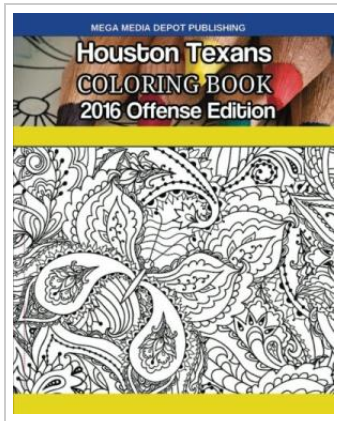 MEGA MEDIA DEPOT PUBLISHING
Houston Texans
COLORING BOOK
2016 Offense Edition